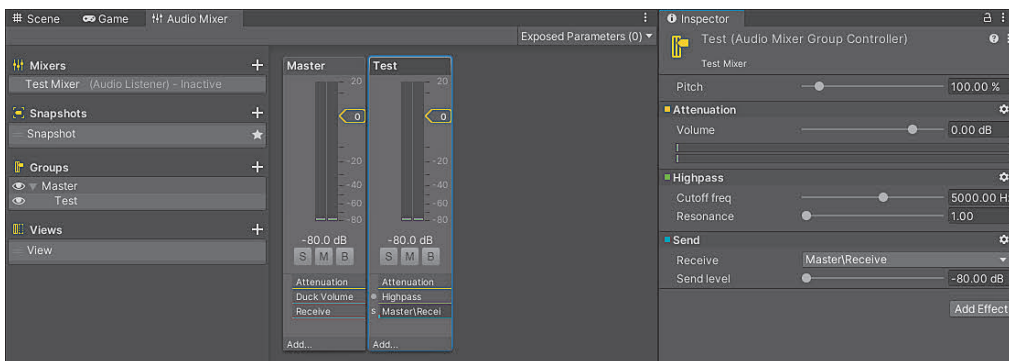 Scene Game Audio Mixer
Exposed Parameters (0)
Mixers +
Test Mixer (Audio Listener) - Inactive
Snapshots +
Snapshot
Groups +
Master
Test
Views +
View
Master Test
20 20
0 0
-20 -20
-40 -40
-60 -60
-80 -80
-80.0 dB -80.0 dB
S M B S M B
Attenuation Attenuation
Duck Volume Highpass
Receive S Master\Recei
Add... Add...
Inspector
Test (Audio Mixer Group Controller)
Test Mixer
Pitch 100.00 %
Attenuation
Volume 0.00 dB
Highpass
Cutoff freq 5000.00 H
Resonance 1.00
Send
Receive Master\Receive
Send level -80.00 dB
Add Effect